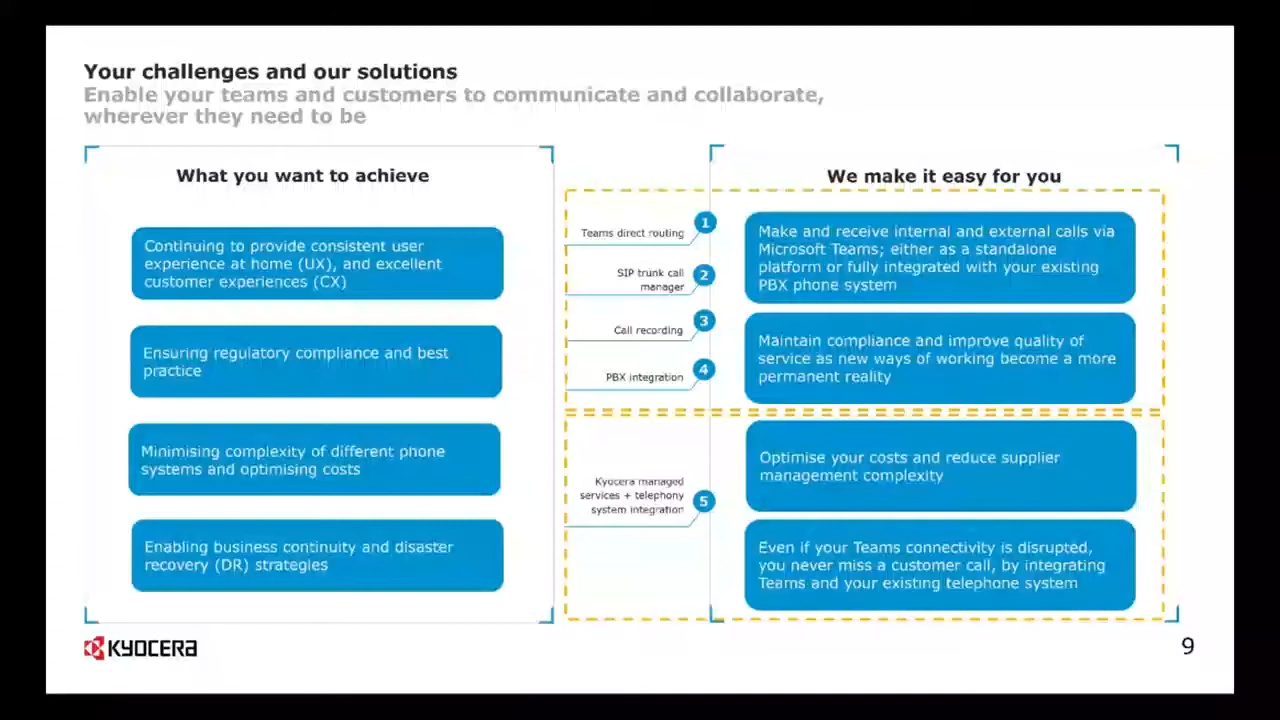 Your challenges and our solutions
Enable your teams and customers to communicate and collaborate,
wherever they need to be
What you want to achieve
Continuing to provide consistent user
experience at home (UX), and excellent
customer experiences (CX)
Ensuring regulatory compliance and best
practice
Minimising complexity of different phone
systems and optimising costs
Enabling business continuity and disaster
recovery (DR) strategies
Teams direct routing
1
SIP trunk call
manager
2
Call recording
3
PBX integration
4
Kyocera managed
services + telephony
system integration
5
We make it easy for you
Make and receive internal and external calls via
Microsoft Teams; either as a standalone
platform or fully integrated with your existing
PBX phone system
Maintain compliance and improve quality of
service as new ways of working become a more
permanent reality
Optimise your costs and reduce supplier
management complexity
Even if your Teams connectivity is disrupted,
you never miss a customer call, by integrating
Teams and your existing telephone system
KYOCERA
9